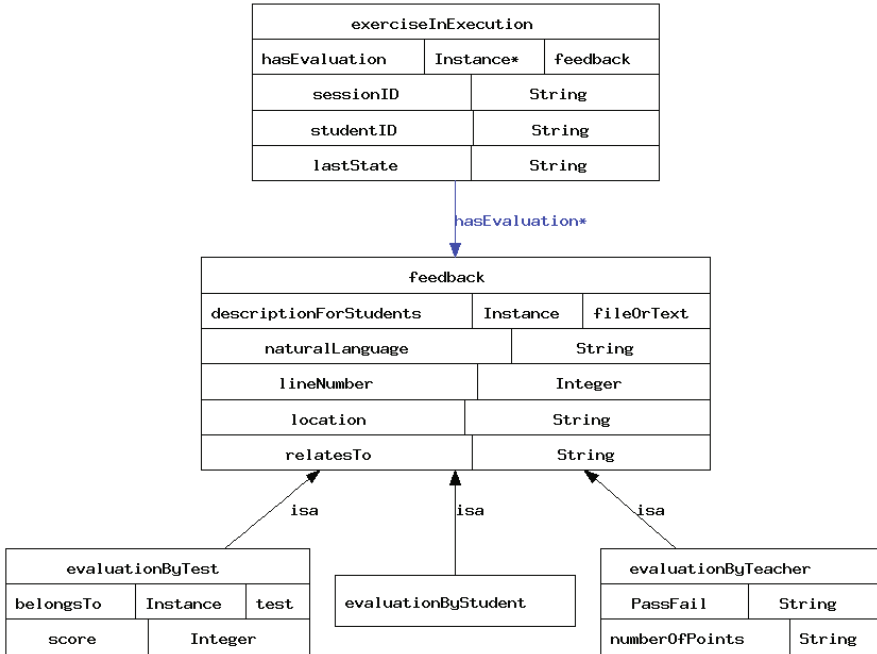 exerciseInExecution
hasEvaluation Instance* feedback
sessionID String
studentID String
lastState String
hasEvaluation*
feedback
descriptionForStudents Instance fileOrText
naturalLanguage String
lineNumber Integer
location String
relatesTo String
isa isa isa
evaluationByTest
belongsTo Instance test
score Integer
evaluationByStudent
evaluationByTeacher
PassFail String
numberOfPoints String